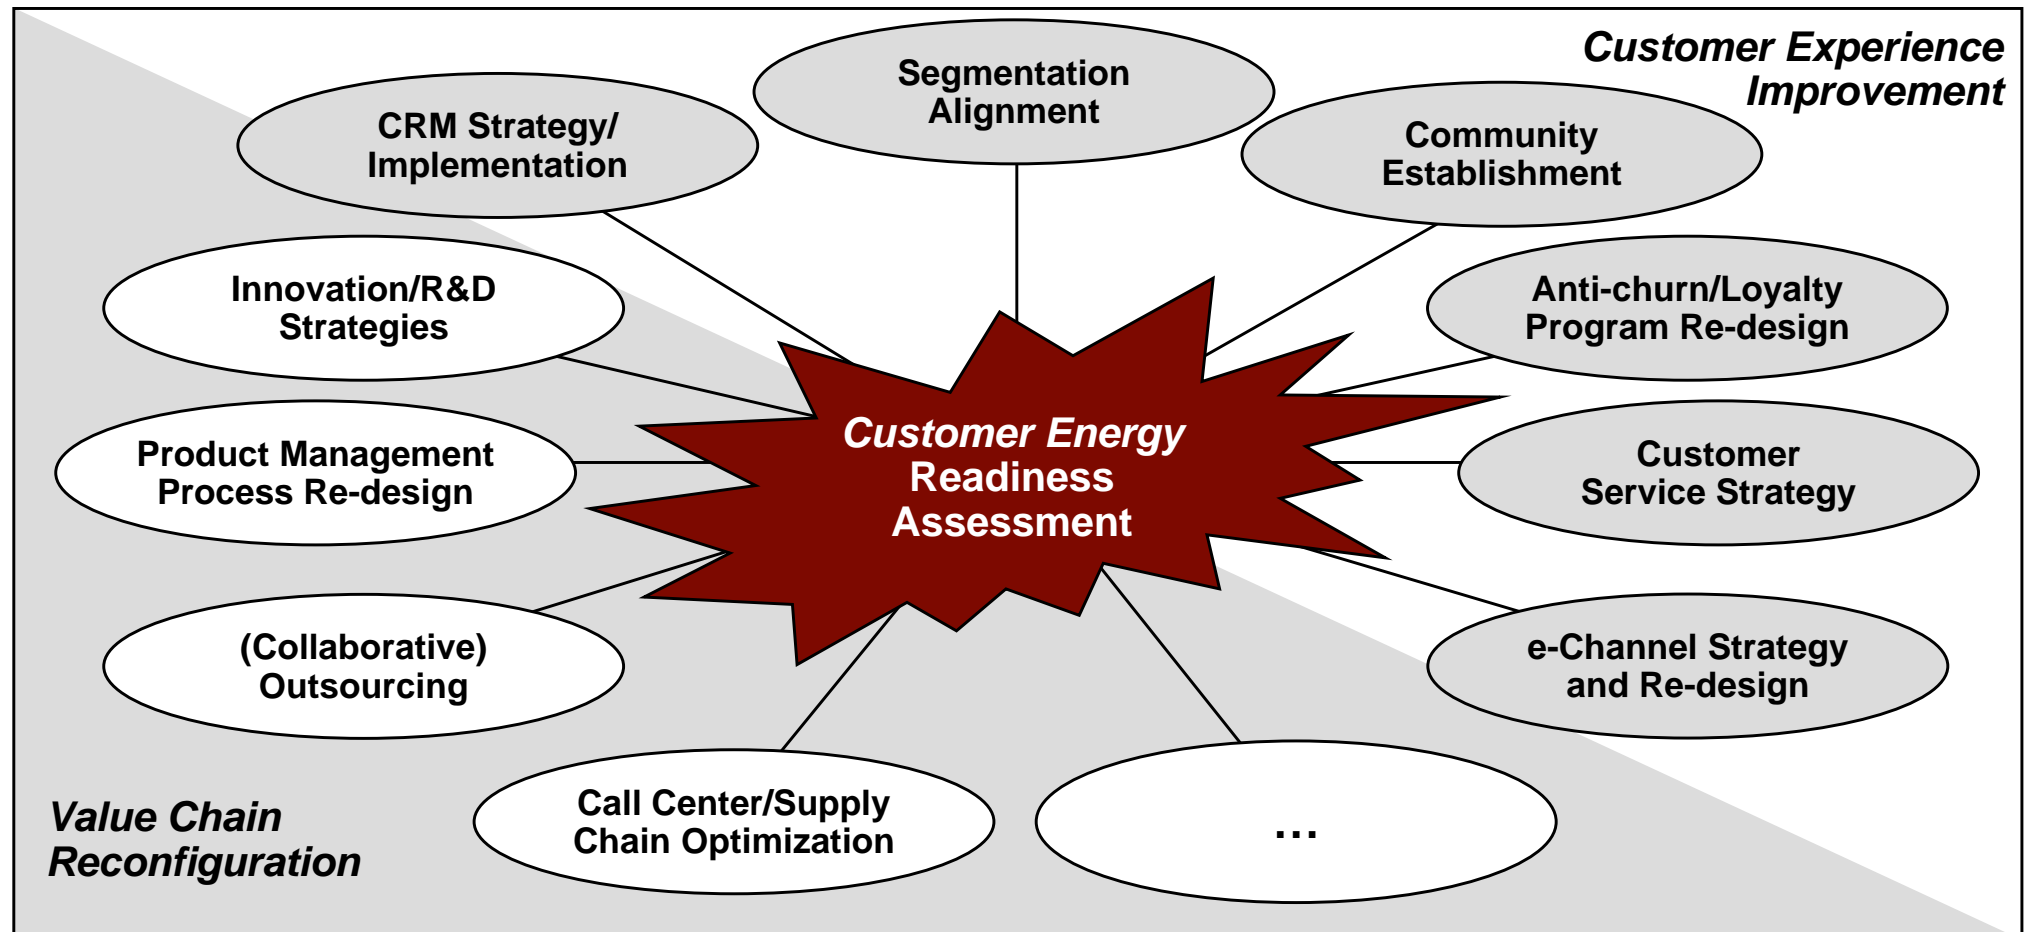 Customer Experience
Improvement
Segmentation
Alignment
CRM Strategy/
Implementation
Community
Establishment
Innovation/R&D
Strategies
Anti-churn/Loyalty
Program Re-design
Product Management
Process Re-design
Customer Energy
Readiness
Assessment
Customer
Service Strategy
(Collaborative)
Outsourcing
e-Channel Strategy
and Re-design
Call Center/Supply
Chain Optimization
...
Value Chain
Reconfiguration